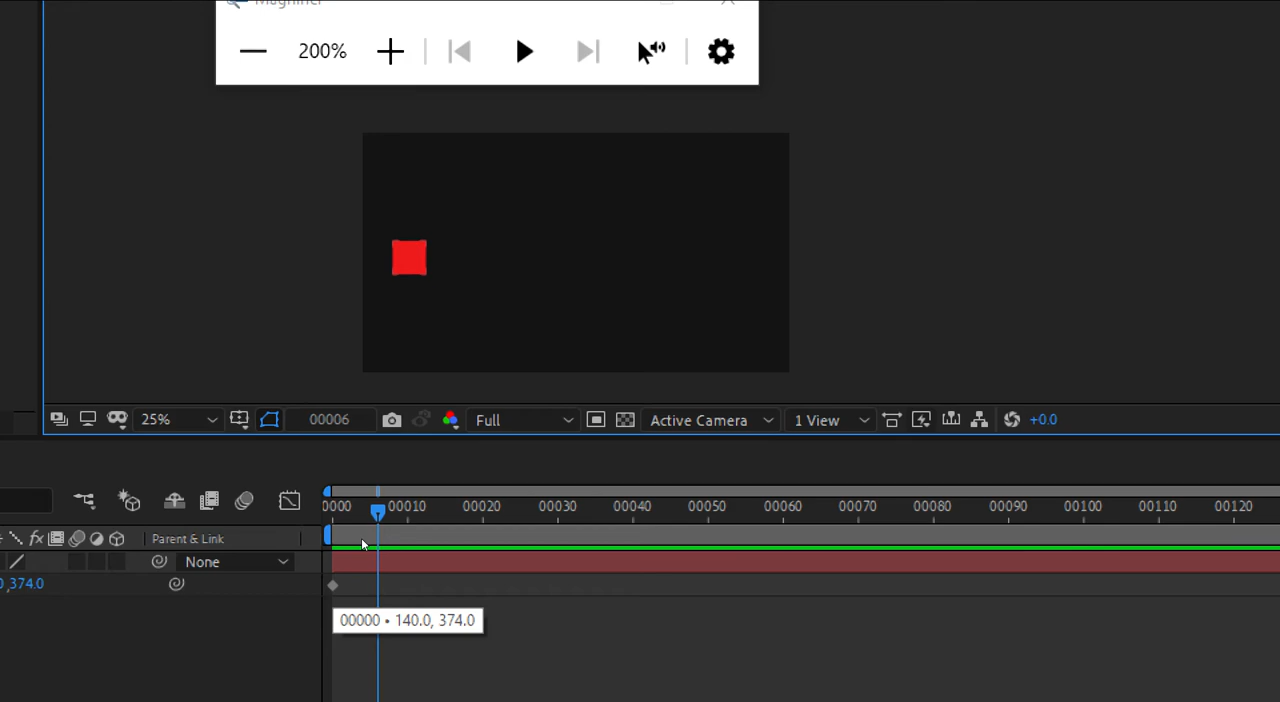 Magnifier
200%
25%
00006
Full
Active Camera
1 View
+0.0
0000
00010
00020
00030
00040
00050
00060
00070
00080
00090
00100
00110
00120
fx
Parent & Link
None
0,374.0
00000 • 140.0, 374.0